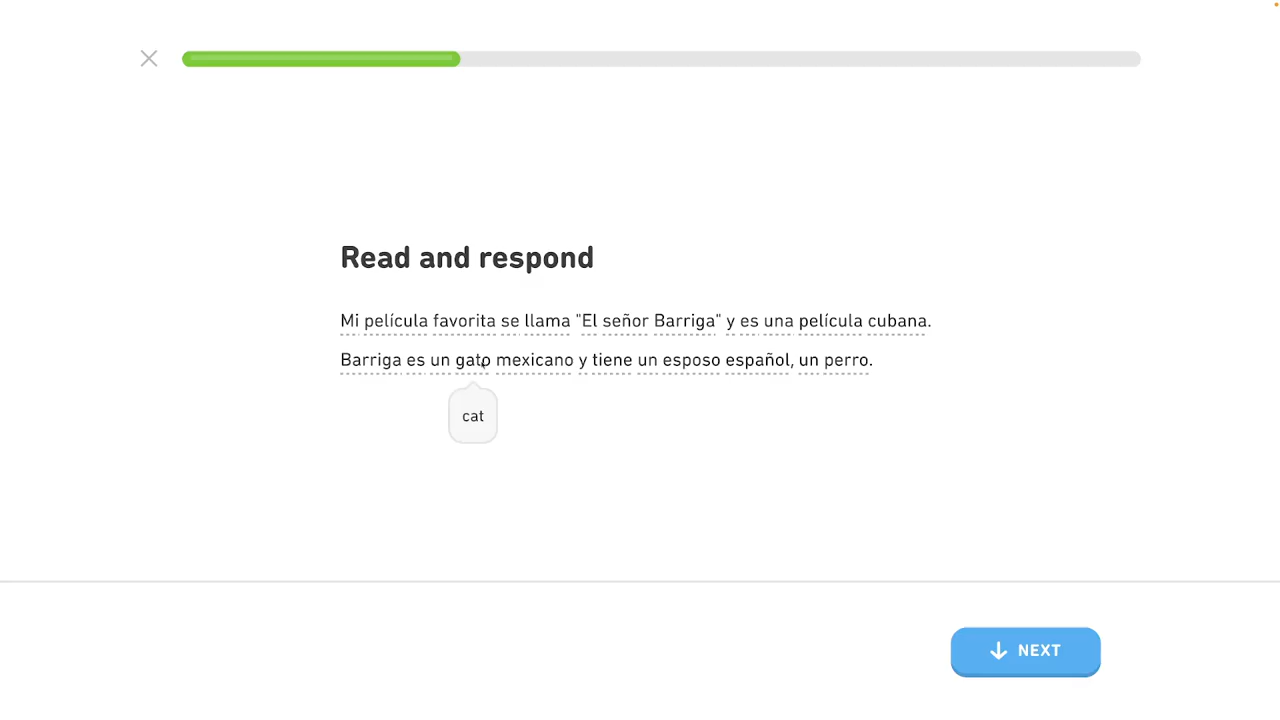 Read and respond
Mi película favorita se llama "El señor Barriga" y es una película cubana.
Barriga es un gato mexicano y tiene un esposo español, un perro.
cat
NEXT